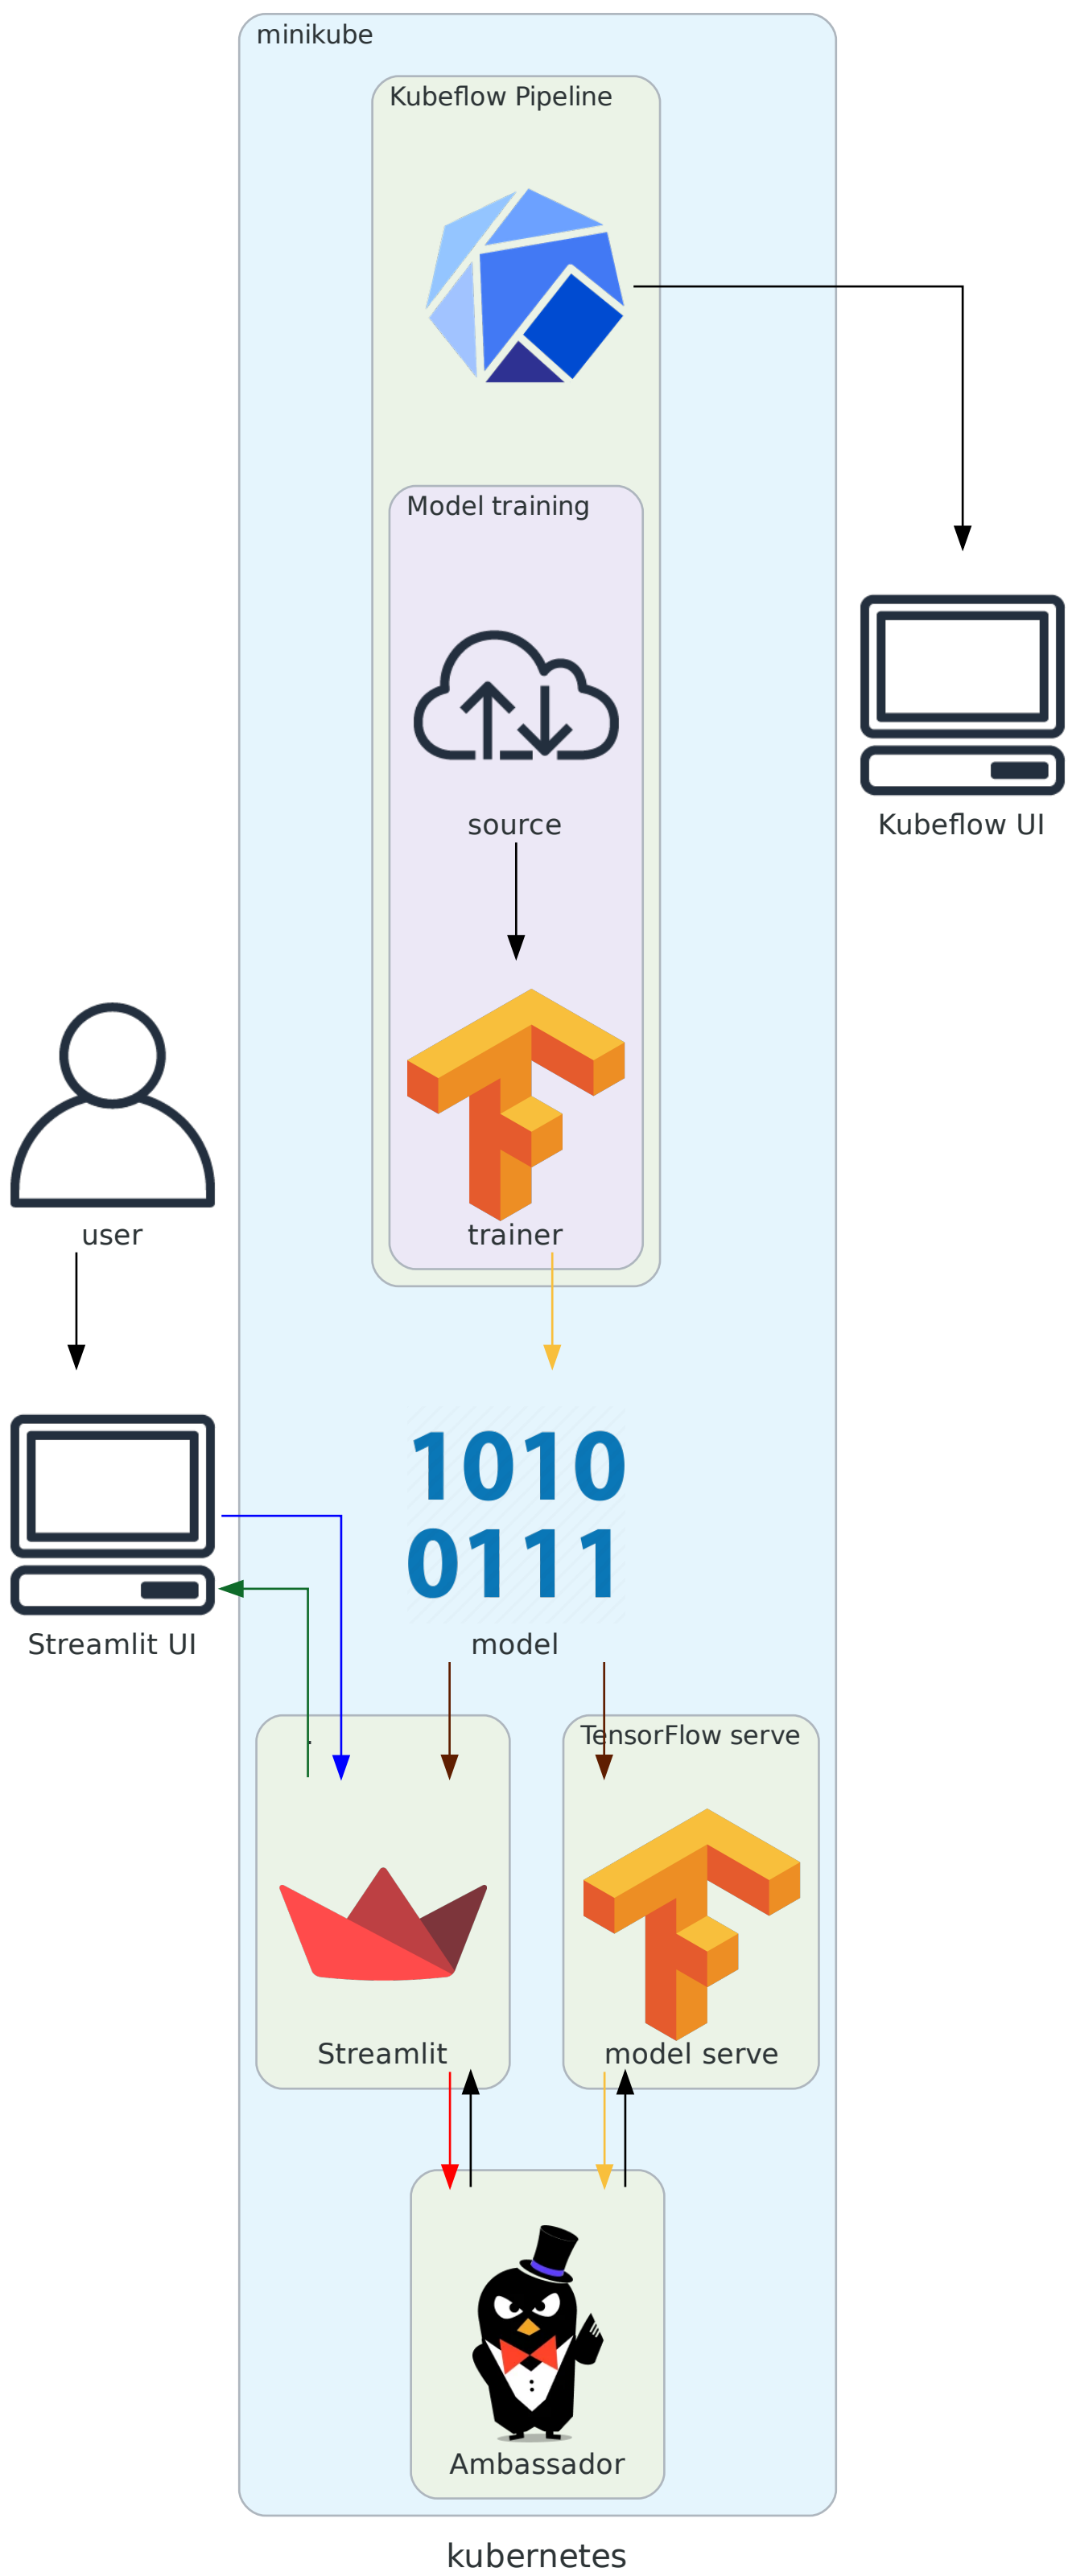 minikube
Kubeflow Pipeline
Model training
source
Kubeflow UI
trainer
user
1010
0111
model
Streamlit UI
.
TensorFlow serve
Streamlit
model serve
Ambassador
kubernetes